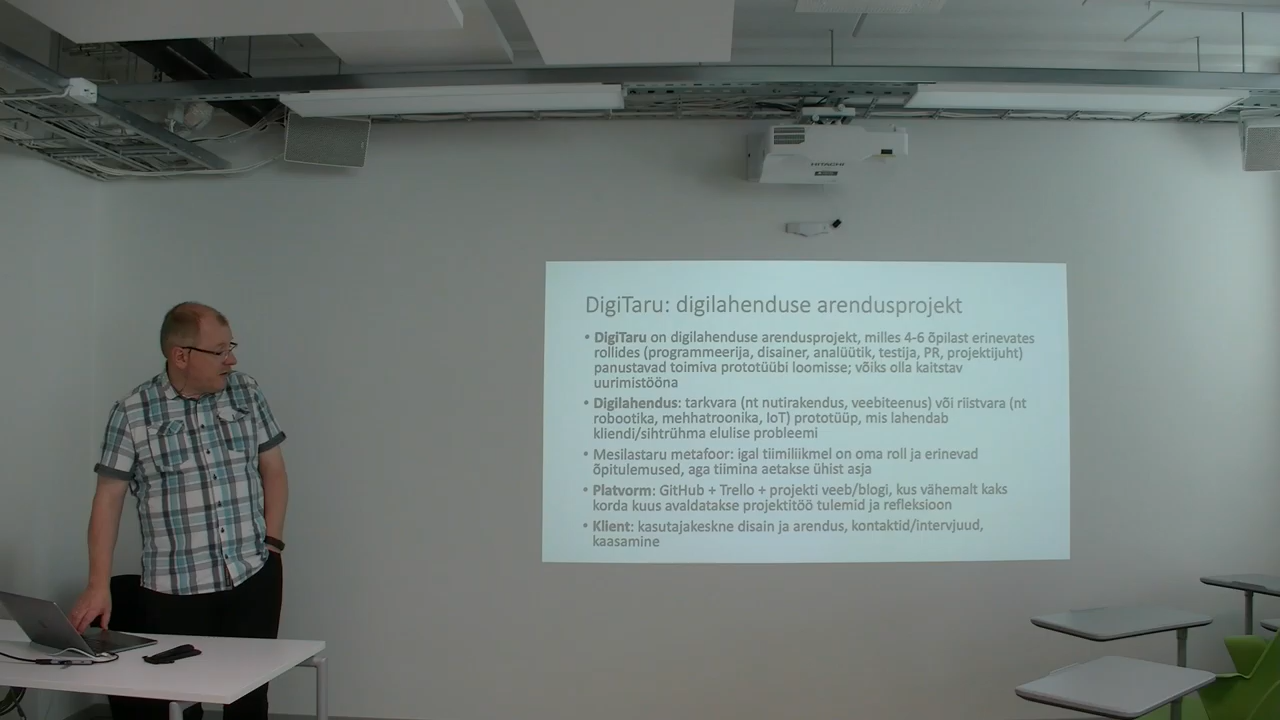 HITACHI
DigiTaru: digilahenduse arendusprojekt
• DigiTaru on digilahenduse arendusprojekt, milles 4-6 õpilast erinevates
rollides (programmeerija, disainer, analüütik, testija, PR, projektijuht)
panustavad toimiva prototüübi loomisse; võiks olla kaitstav
uurimistööna
• Digilahendus: tarkvara (nt nutirakendus, veebiteenus) või riistvara (nt
robootika, mehhatroonika, IoT) prototüüp, mis lahendab
kliendi/sihtrühma elulise probleemi
• Mesilastaru metafoor: igal tiimiliikmel on oma roll ja erinevad
õpitulemused, aga tiimina aetakse ühist asja
• Platvorm: GitHub + Trello + projekti veeb/blogi, kus vähemalt kaks
korda kuus avaldatakse projektitöö tulemid ja refleksioon
• Klient: kasutajakeskne disain ja arendus, kontaktid/intervjuud,
kaasamine